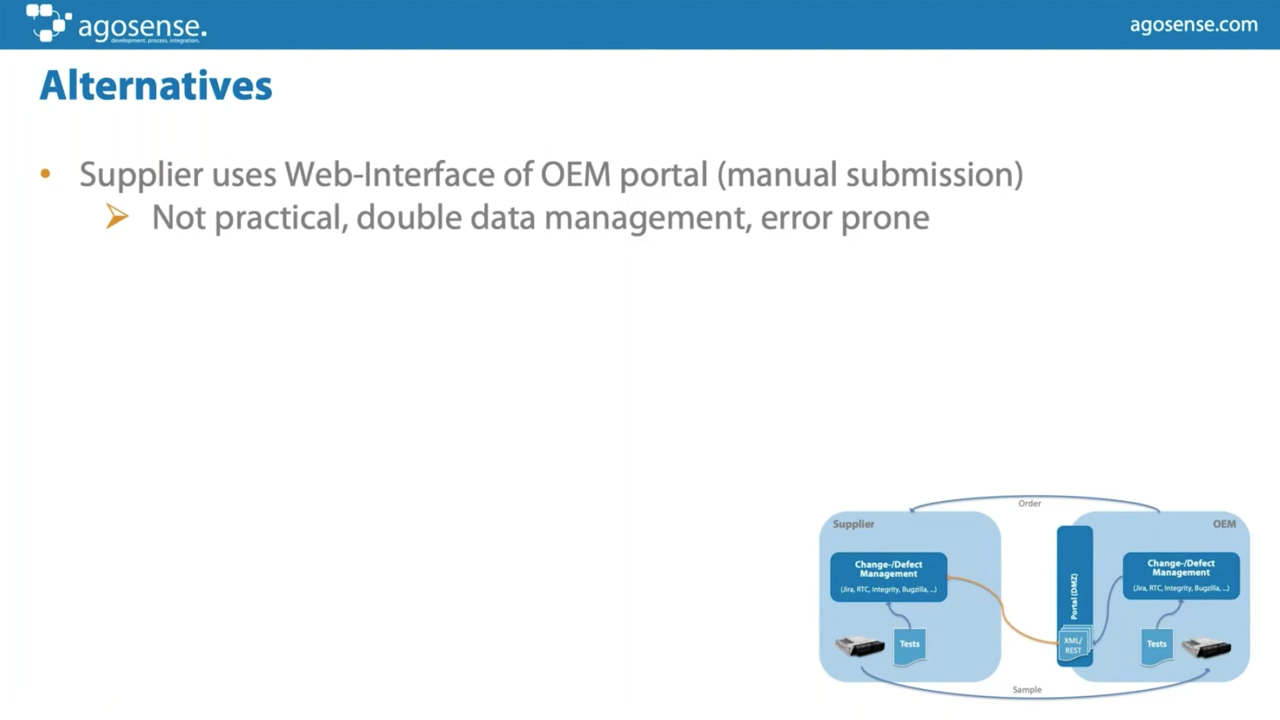 agosense.
development. process. integration.
agosense.com
Alternatives
• Supplier uses Web-Interface of OEM portal (manual submission)
➢ Not practical, double data management, error prone
Order
Supplier
OEM
Change-/Defect
Management
(Jira, RTC, Integrity, Bugzilla, ...)
Portal (DMZ)
Change-/Defect
Management
(Jira, RTC, Integrity, Bugzilla, ...)
Tests
XML/
REST
Tests
Sample